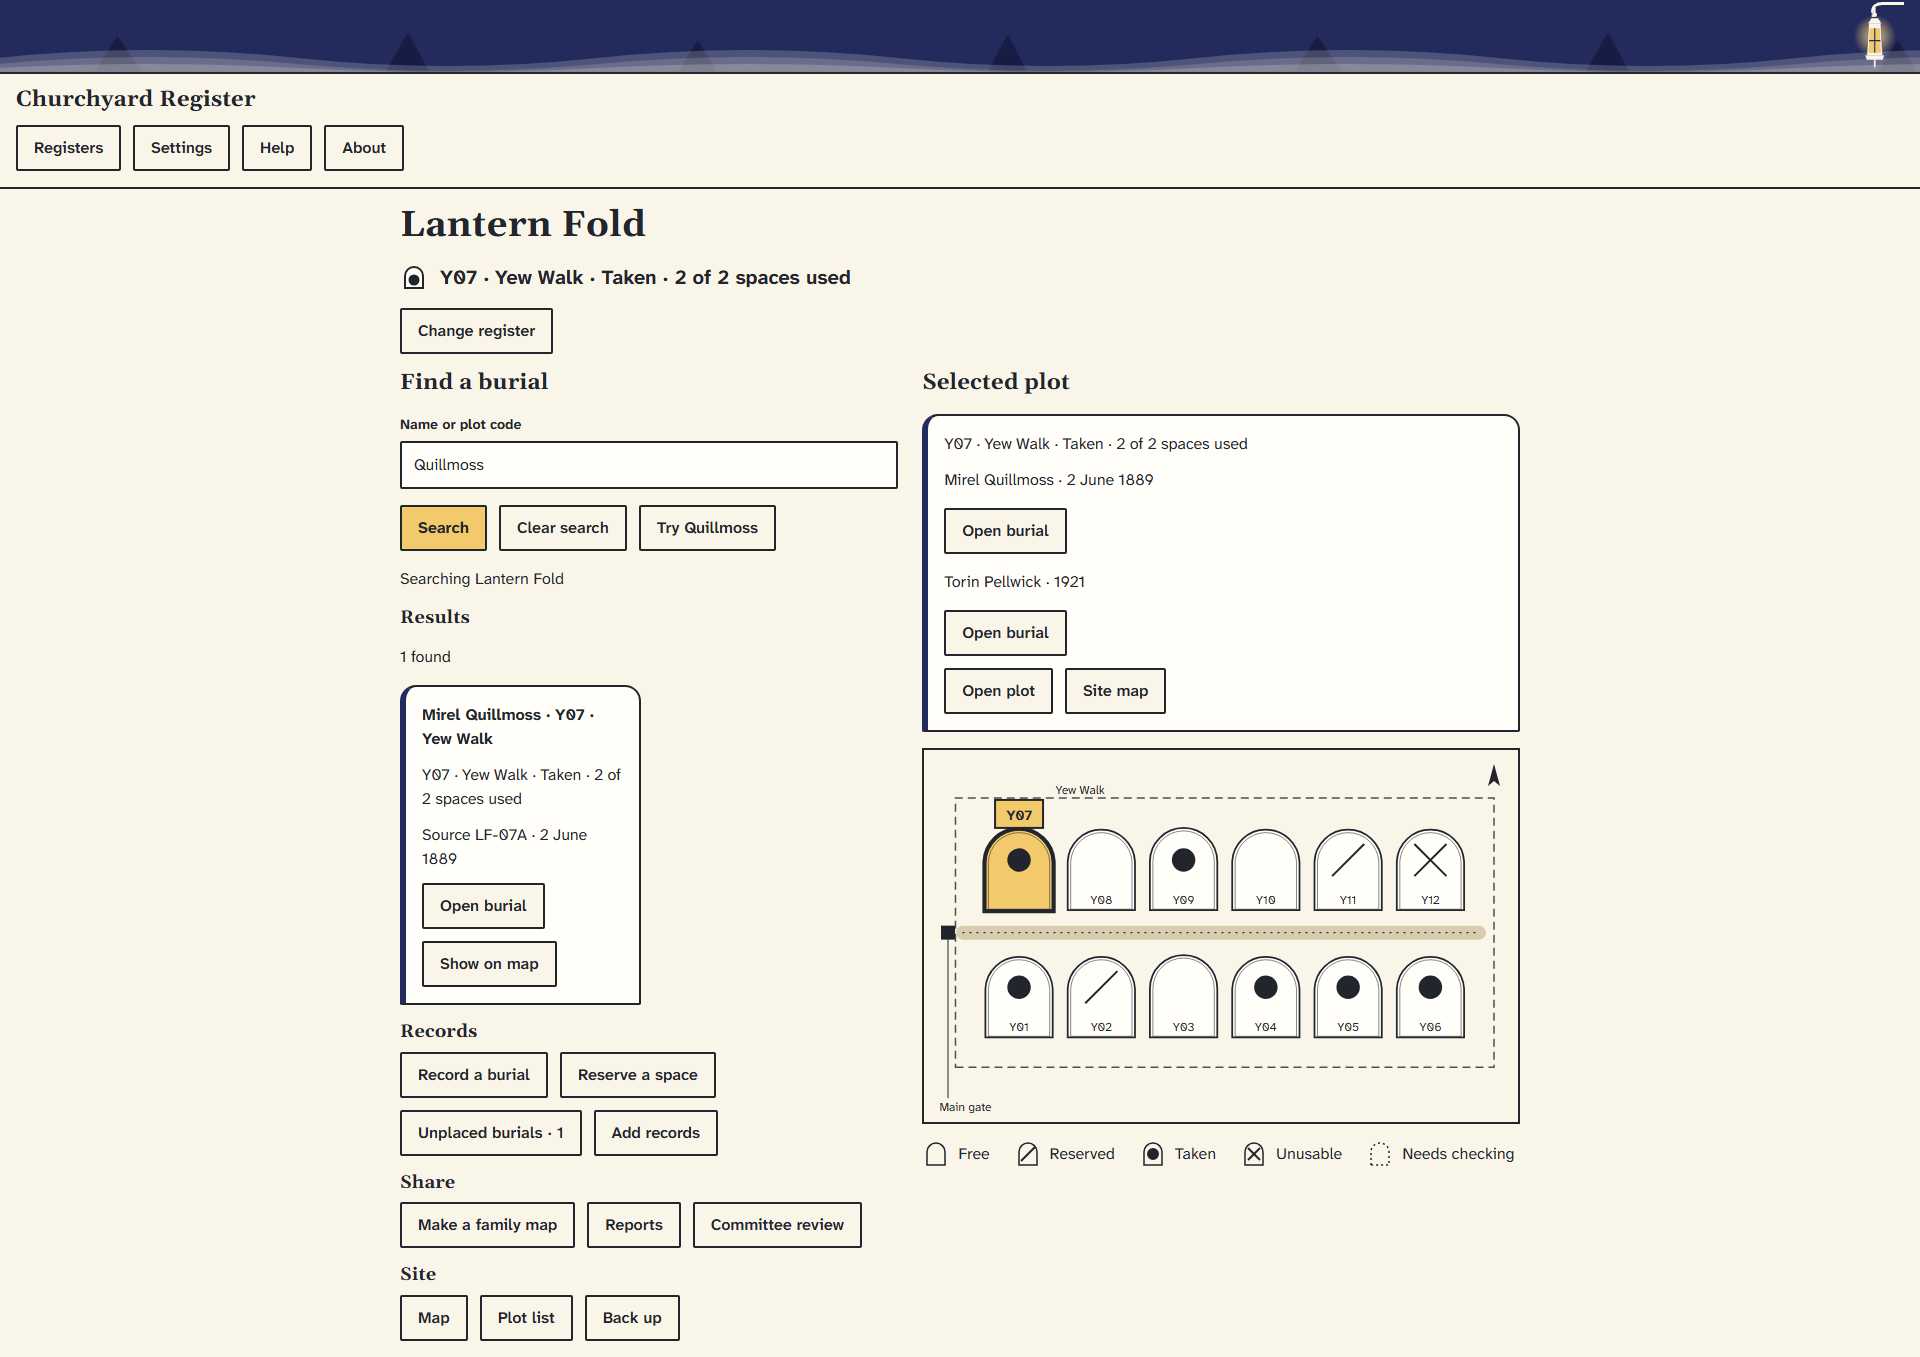 Churchyard Register
Registers
Settings
Help
About
Lantern Fold
Y07 · Yew Walk · Taken · 2 of 2 spaces used
Change register
Find a burial
Name or plot code
Quillmoss
Search
Clear search
Try Quillmoss
Searching Lantern Fold
Results
1 found
Mirel Quillmoss · Y07 ·
Yew Walk
Y07 · Yew Walk · Taken · 2 of
2 spaces used
Source LF-07A · 2 June
1889
Open burial
Show on map
Records
Record a burial
Reserve a space
Unplaced burials · 1
Add records
Share
Make a family map
Reports
Committee review
Site
Map
Plot list
Back up
Selected plot
Y07 · Yew Walk · Taken · 2 of 2 spaces used
Mirel Quillmoss · 2 June 1889
Open burial
Torin Pellwick · 1921
Open burial
Open plot
Site map
Yew Walk
Y07
Y08
Y09
Y10
Y11
Y12
Y01
Y02
Y03
Y04
Y05
Y06
Main gate
Free
Reserved
Taken
Unusable
Needs checking